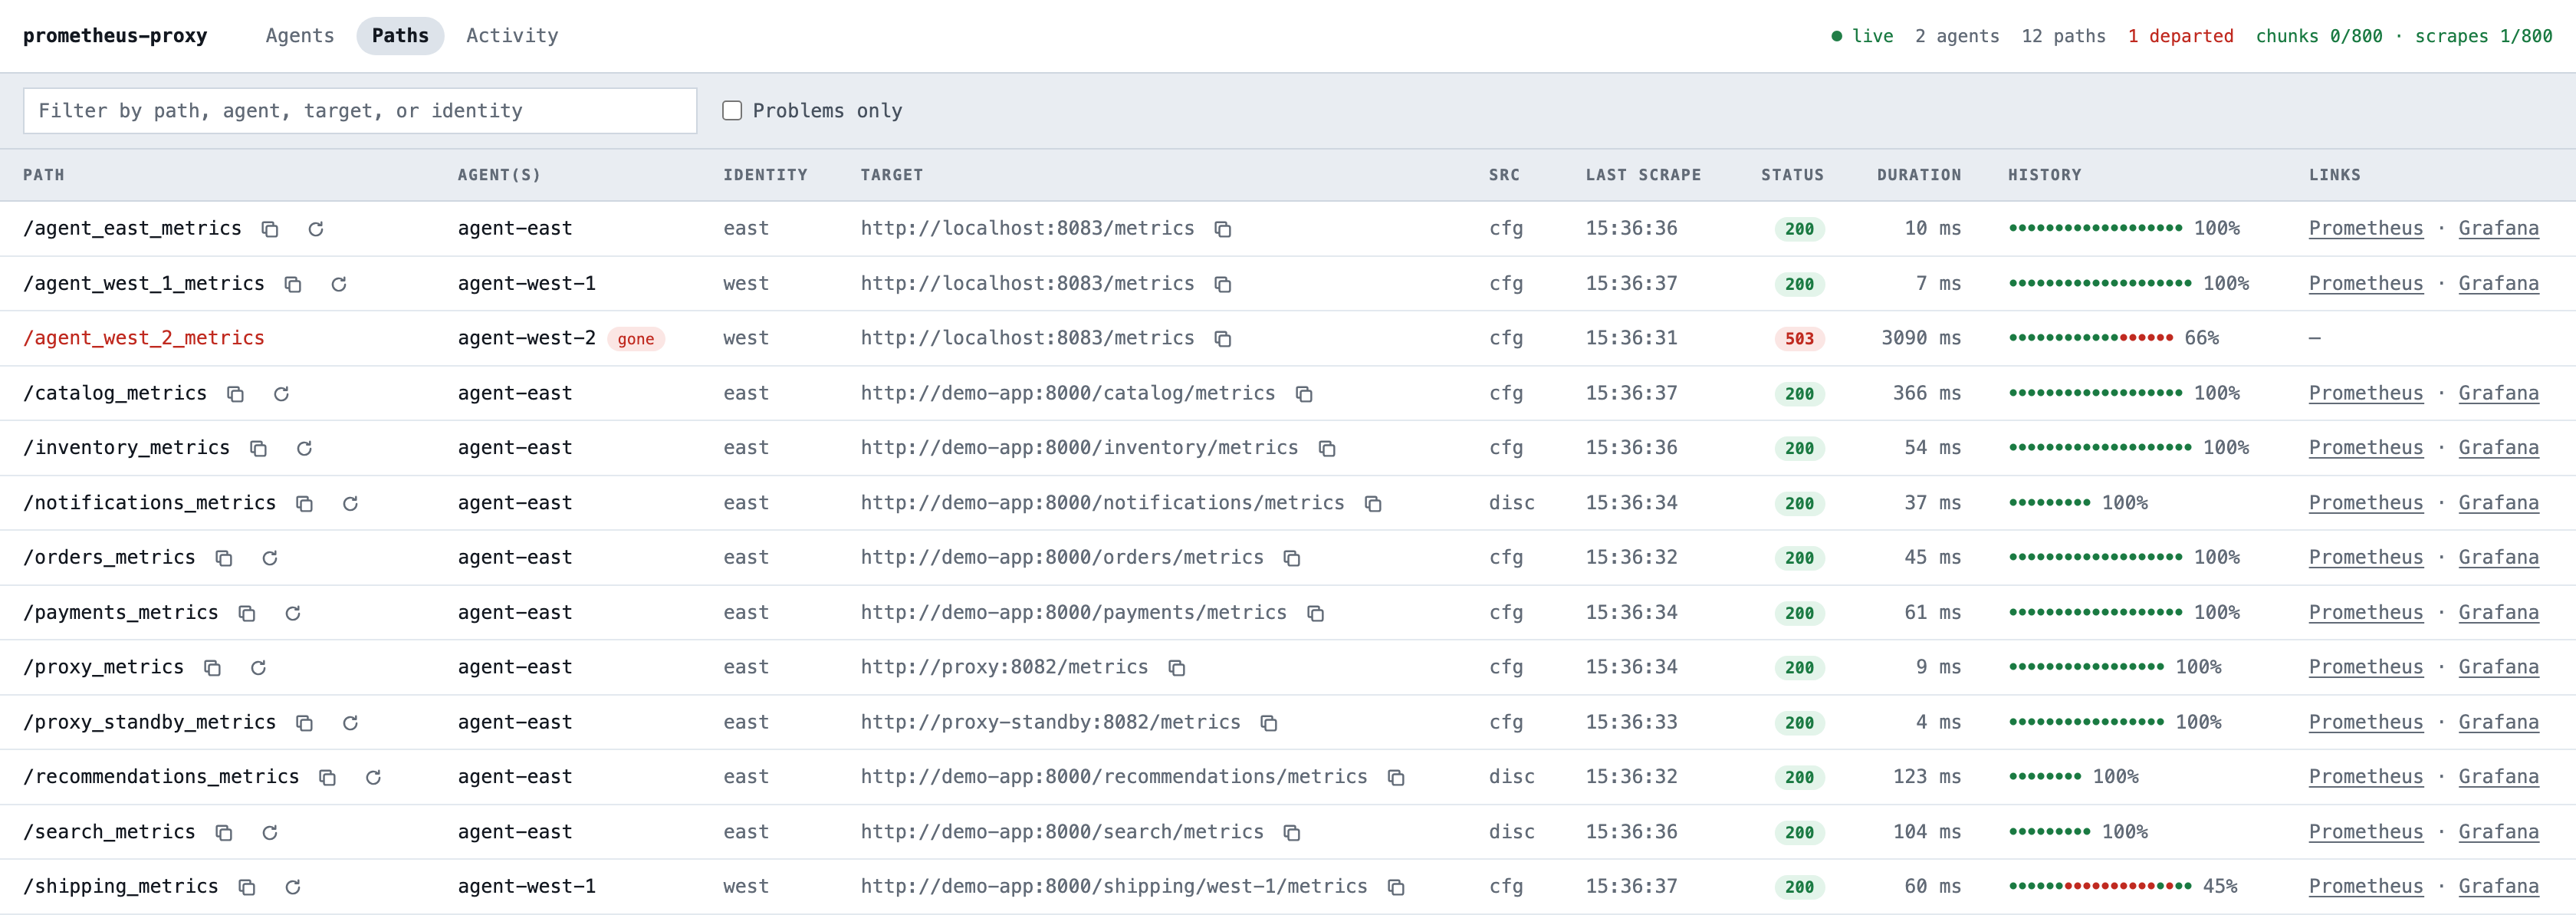 prometheus-proxy Agents Paths Activity live 2 agents 12 paths 1 departed chunks 0/800 · scrapes 1/800
Filter by path, agent, target, or identity Problems only
PATH AGENT(S) IDENTITY TARGET SRC LAST SCRAPE STATUS DURATION HISTORY LINKS
/agent_east_metrics agent-east east http://localhost:8083/metrics cfg 15:36:36 200 10 ms 100% Prometheus · Grafana
/agent_west_1_metrics agent-west-1 west http://localhost:8083/metrics cfg 15:36:37 200 7 ms 100% Prometheus · Grafana
/agent_west_2_metrics agent-west-2 gone west http://localhost:8083/metrics cfg 15:36:31 503 3090 ms 66% —
/catalog_metrics agent-east east http://demo-app:8000/catalog/metrics cfg 15:36:37 200 366 ms 100% Prometheus · Grafana
/inventory_metrics agent-east east http://demo-app:8000/inventory/metrics cfg 15:36:36 200 54 ms 100% Prometheus · Grafana
/notifications_metrics agent-east east http://demo-app:8000/notifications/metrics disc 15:36:34 200 37 ms 100% Prometheus · Grafana
/orders_metrics agent-east east http://demo-app:8000/orders/metrics cfg 15:36:32 200 45 ms 100% Prometheus · Grafana
/payments_metrics agent-east east http://demo-app:8000/payments/metrics cfg 15:36:34 200 61 ms 100% Prometheus · Grafana
/proxy_metrics agent-east east http://proxy:8082/metrics cfg 15:36:34 200 9 ms 100% Prometheus · Grafana
/proxy_standby_metrics agent-east east http://proxy-standby:8082/metrics cfg 15:36:33 200 4 ms 100% Prometheus · Grafana
/recommendations_metrics agent-east east http://demo-app:8000/recommendations/metrics disc 15:36:32 200 123 ms 100% Prometheus · Grafana
/search_metrics agent-east east http://demo-app:8000/search/metrics disc 15:36:36 200 104 ms 100% Prometheus · Grafana
/shipping_metrics agent-west-1 west http://demo-app:8000/shipping/west-1/metrics cfg 15:36:37 200 60 ms 45% Prometheus · Grafana